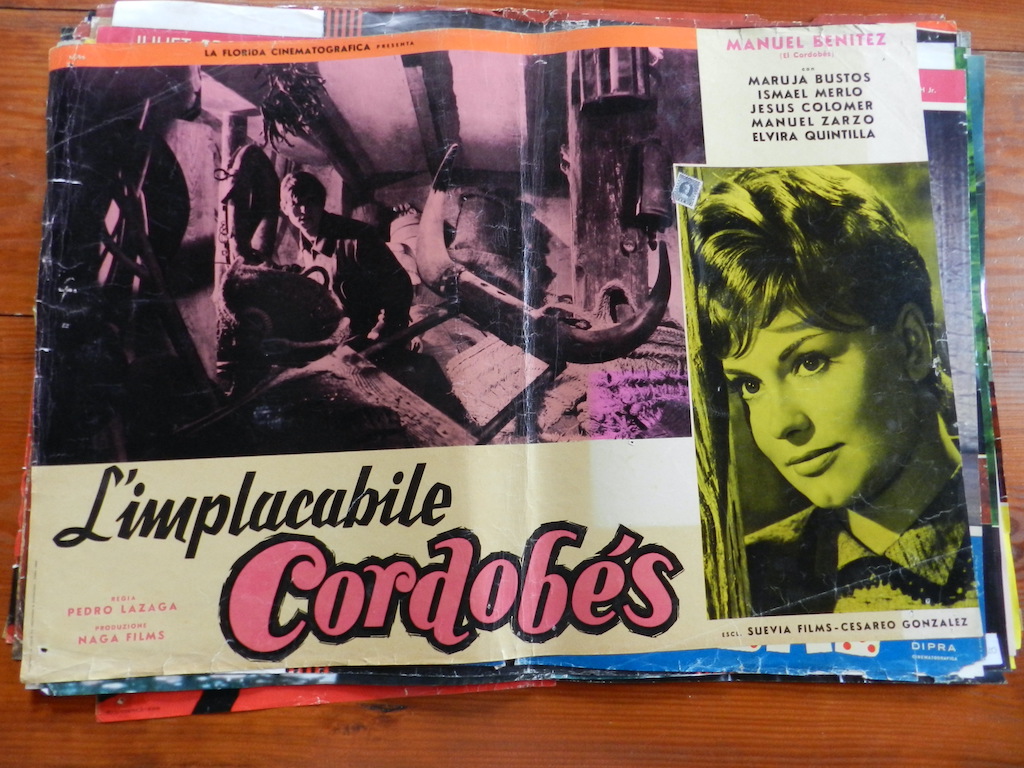 LA FLORIDA CINEMATOGRAFICA PRESENTA
MANUEL BENITEZ
(El Cordobés)
MARUJA BUSTOS
ISMAEL MERLO
JESUS COLOMER
MANUEL ZARZO
ELVIRA QUINTILLA
L'implacabile
Cordobés
REGIA
PEDRO LAZAGA
PRODUZIONE
NAGA FILMS
ESCL. SUEVIA FILMS-CESAREO GONZALEZ
DIPRA
CINEMATOGRAFICA